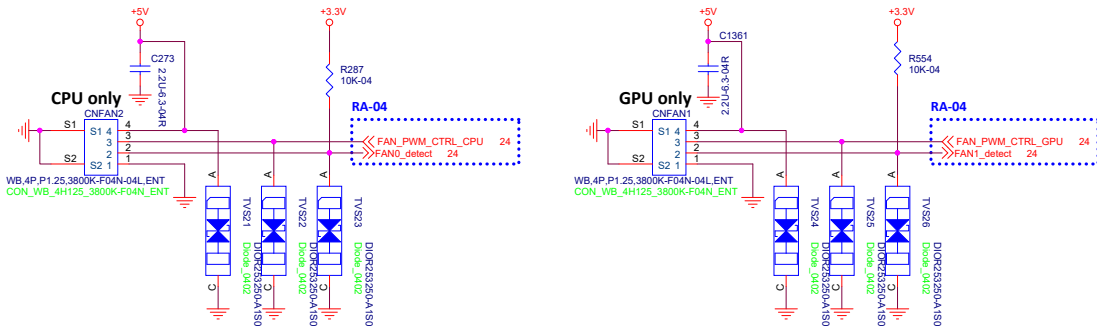 +5V
+3.3V
C273
2.2U-6.3-04R
R287
10K-04
CPU only
CNFAN2
RA-04
S1
S1 4
4
3
3
FAN_PWM_CTRL_CPU 24
2
2
FAN0_detect 24
S2
S2 1
1
WB,4P,P1.25,3800K-F04N-04L,ENT
CON_WB_4H125_3800K-F04N_ENT
A
A
A
TVS21
TVS22
TVS23
Diode_0402
DIOR253250-A1S0
Diode_0402
DIOR253250-A1S0
Diode_0402
DIOR253250-A1S0
C
C
C
+5V
+3.3V
C1361
2.2U-6.3-04R
R554
10K-04
GPU only
CNFAN1
RA-04
S1
S1 4
4
3
3
FAN_PWM_CTRL_GPU 24
2
2
FAN1_detect 24
S2
S2 1
1
WB,4P,P1.25,3800K-F04N-04L,ENT
CON_WB_4H125_3800K-F04N_ENT
A
A
A
TVS24
TVS25
TVS26
Diode_0402
DIOR253250-A1S0
Diode_0402
DIOR253250-A1S0
Diode_0402
DIOR253250-A1S0
C
C
C